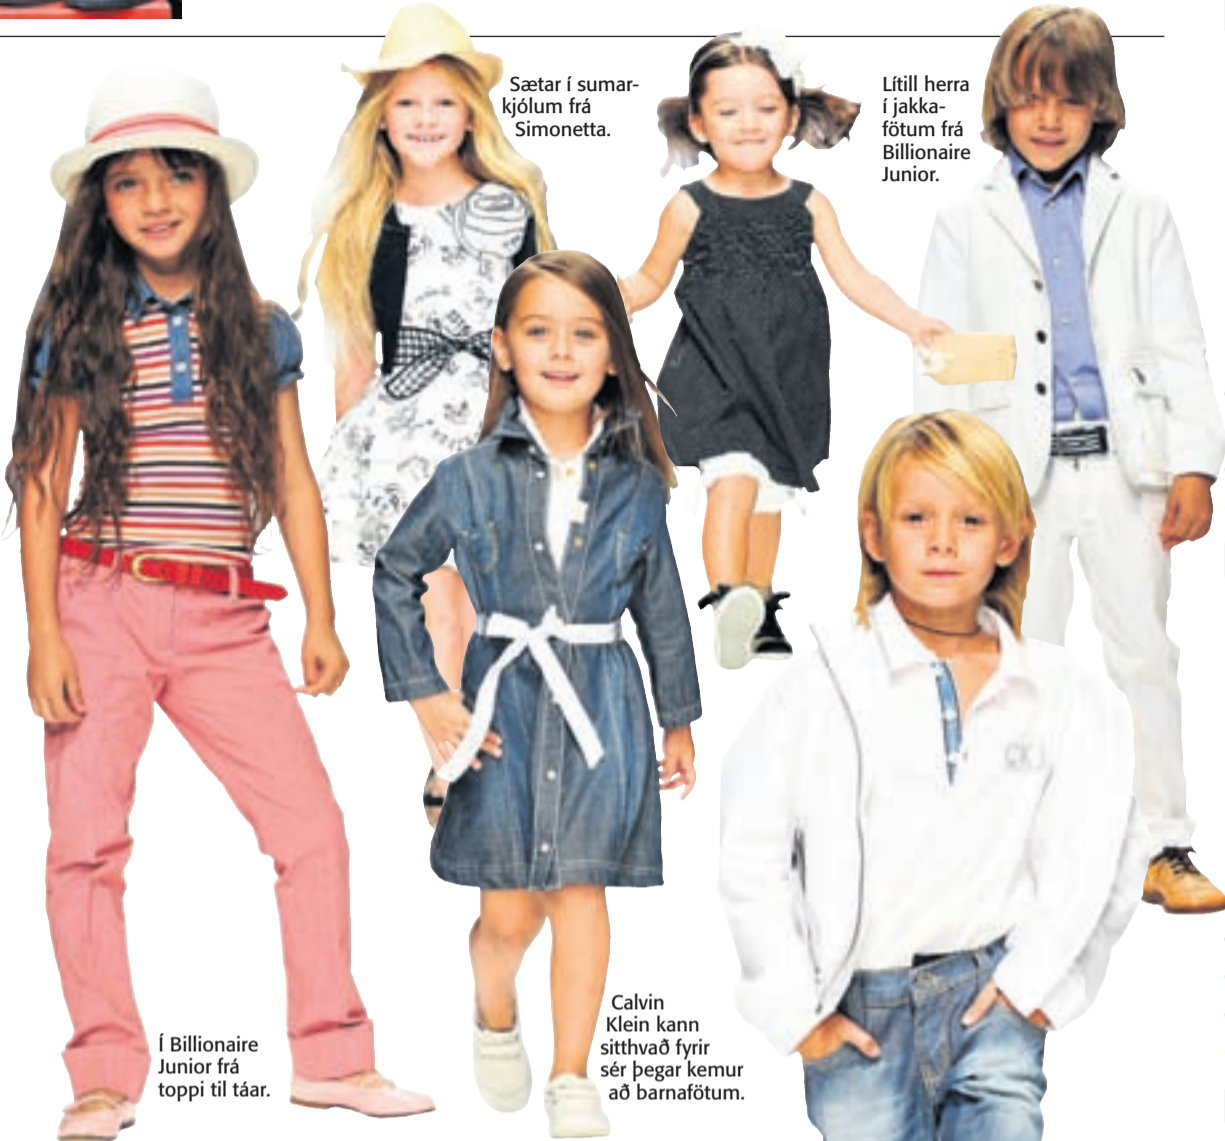 Sætar í sumar-
kjólum frá
Simonetta.
Lítill herra
í jakka-
fötum frá
Billionaire
Junior.
CKJ
Í Billionaire
Junior frá
toppi til táar.
Calvin
Klein kann
sitthvað fyrir
sér þegar kemur
að barnafötum.